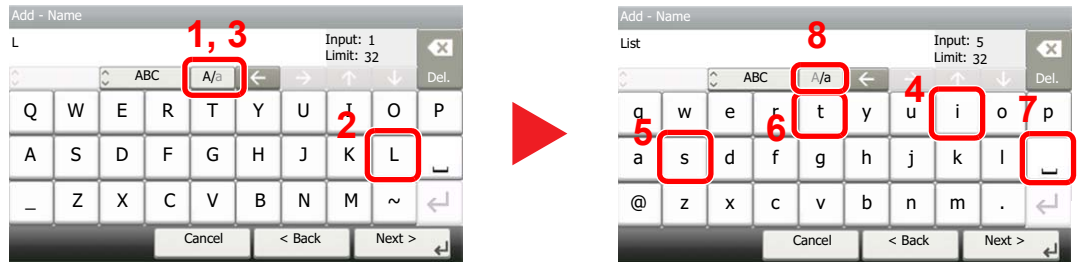 Add - Name
L
Input: 1
Limit: 32
1, 3
ABC
A/a
Del.
Q W E R T Y U I O P
2
A S D F G H J K L
_ Z X C V B N M ~
Cancel
< Back
Next >
Add - Name
List
Input: 5
Limit: 32
8
ABC
A/a
Del.
4
7
q w e r t y u i o p
5
6
a s d f g h j k l
@ z x c v b n m .
Cancel
< Back
Next >